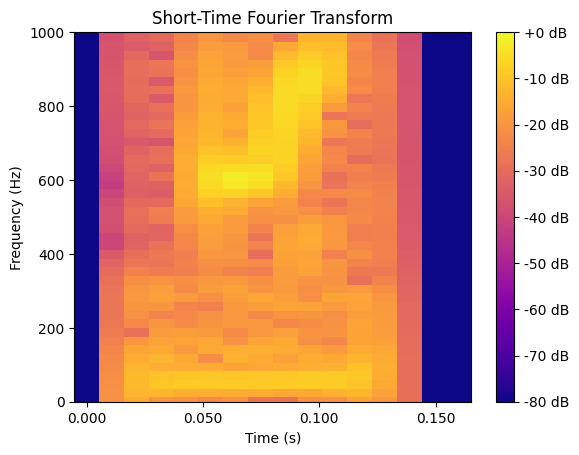 Short-Time Fourier Transform
1000
800
600
400
200
0
Frequency (Hz)
0.000
0.050
0.100
0.150
Time (s)
+0 dB
-10 dB
-20 dB
-30 dB
-40 dB
-50 dB
-60 dB
-70 dB
-80 dB